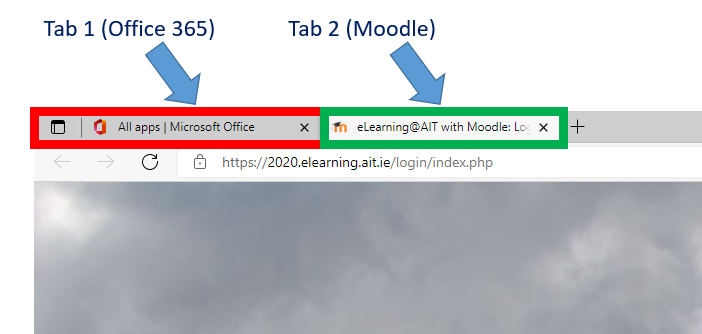 Tab 1 (Office 365) Tab 2 (Moodle)
All apps | Microsoft Office eLearning@AIT with Moodle: Log
https://2020.elearning.ait.ie/login/index.php